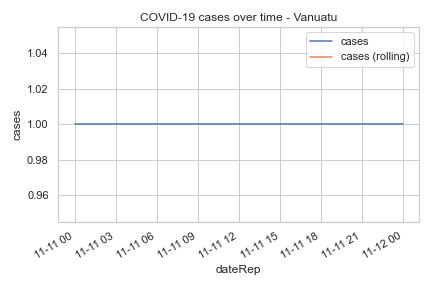 COVID-19 cases over time - Vanuatu
cases
cases (rolling)
1.04
1.02
1.00
0.98
0.96
cases
11-11 00
11-11 03
11-11 06
11-11 09
11-11 12
11-11 15
11-11 18
11-11 21
11-12 00
dateRep